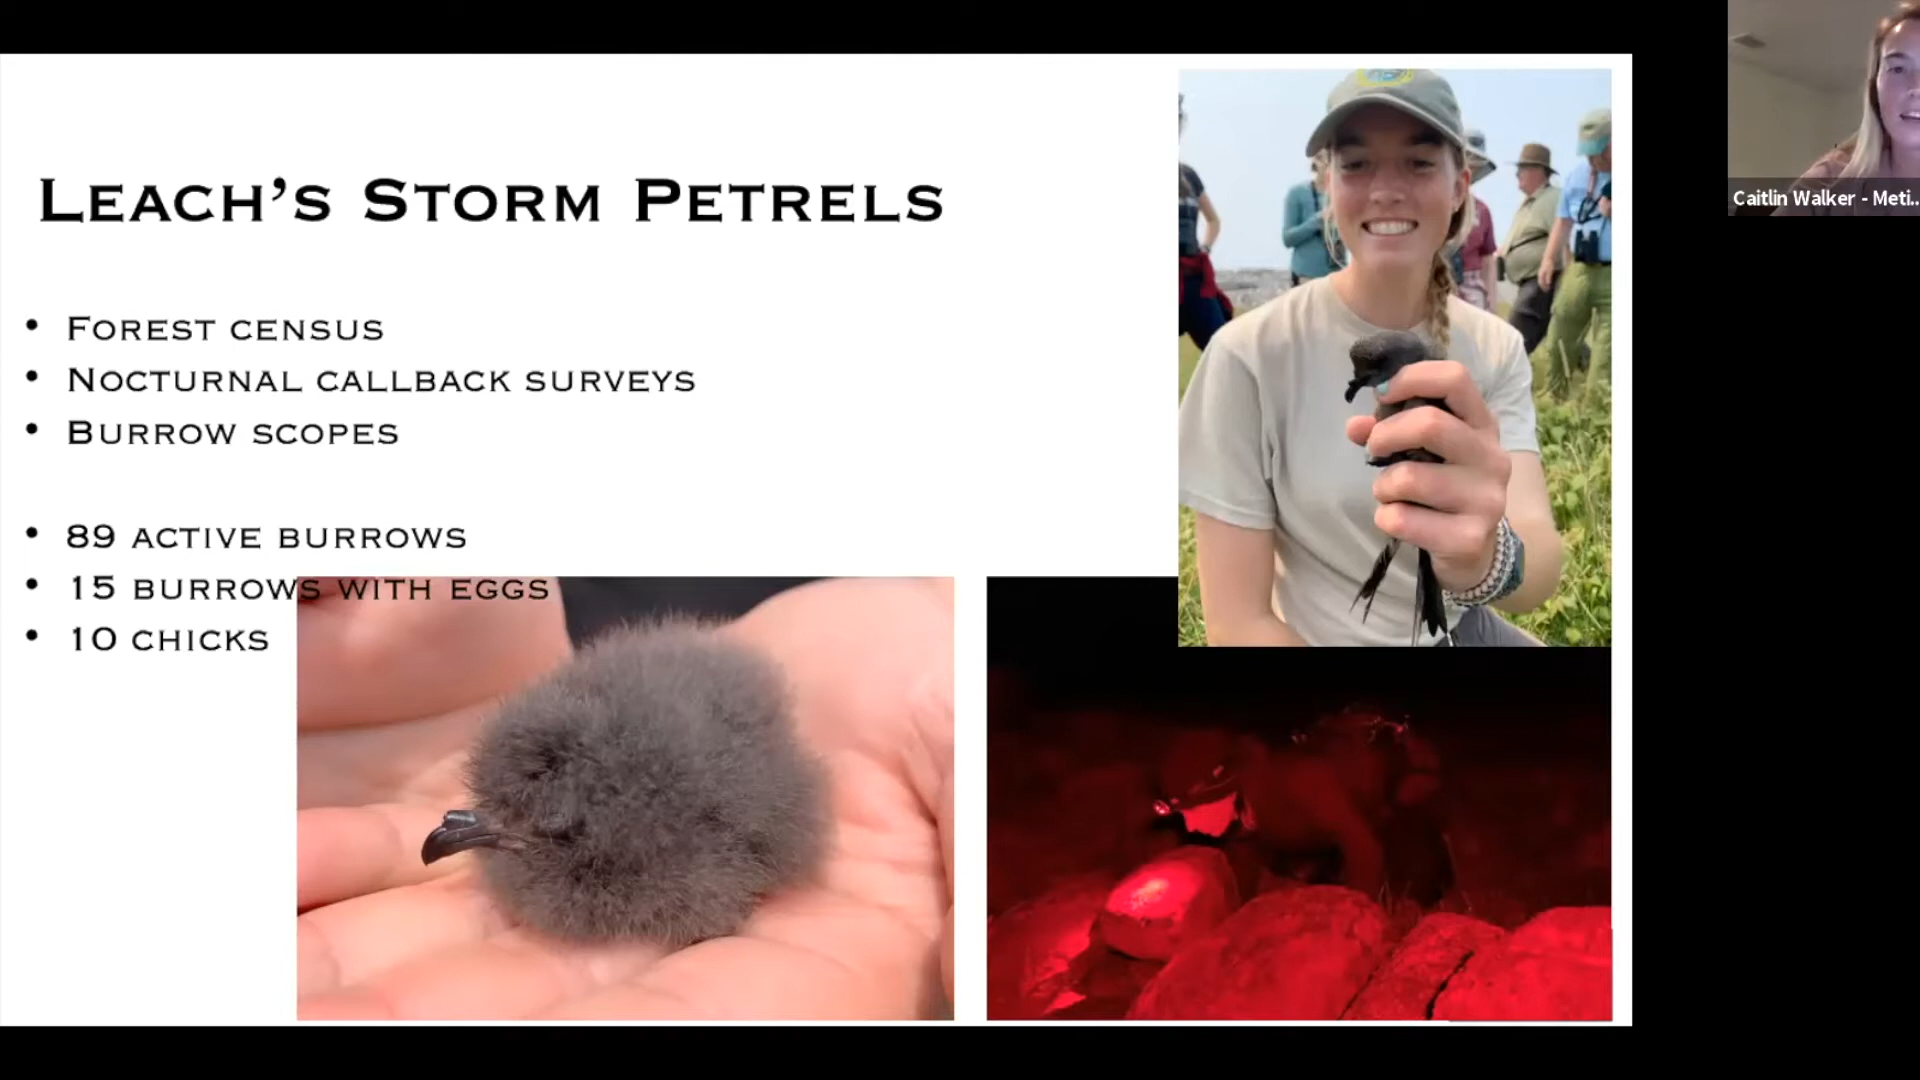 Leach's Storm Petrels
Forest census
Nocturnal callback surveys
Burrow scopes
89 active burrows
15 burrows with eggs
10 chicks
Caitlin Walker - Meti...